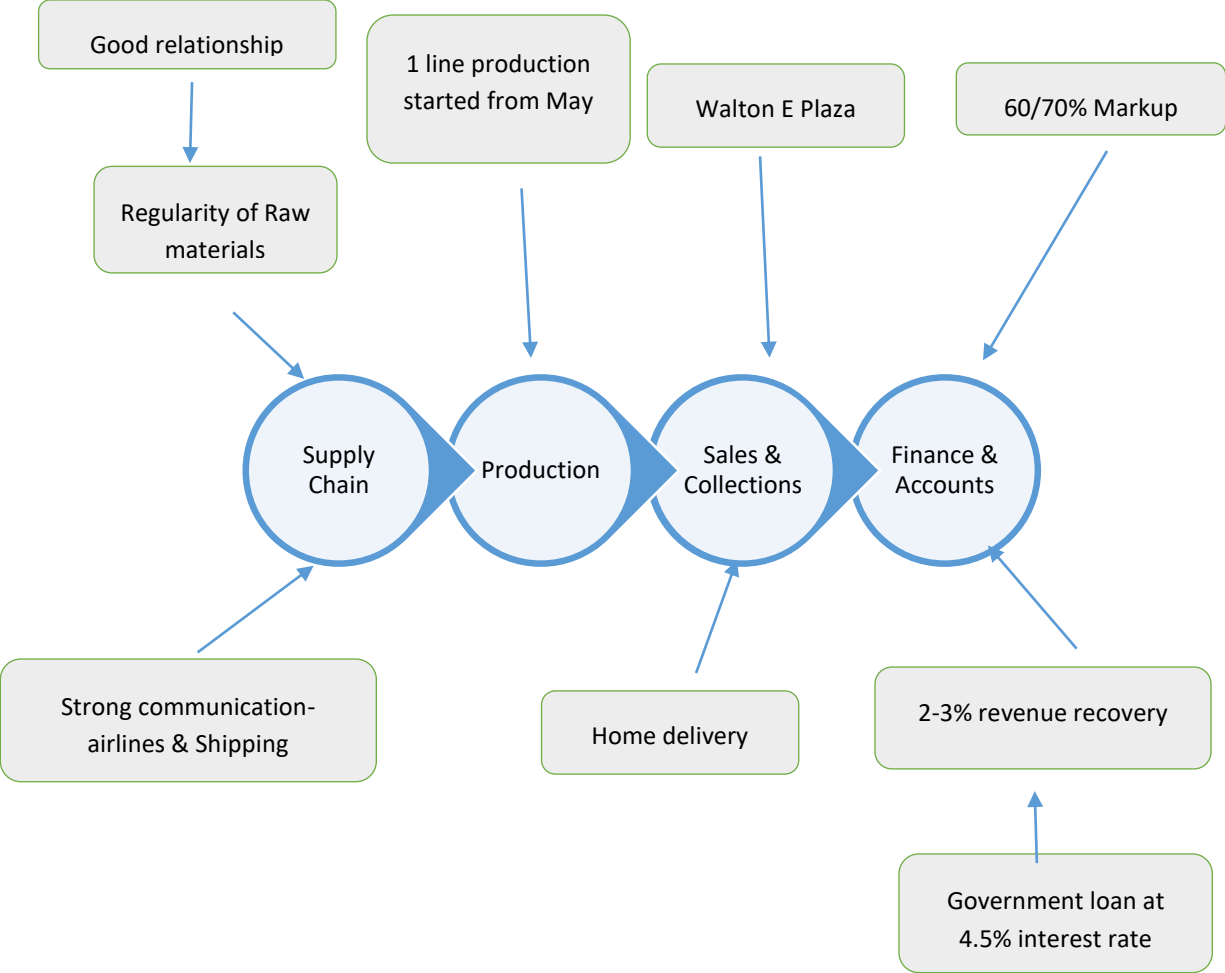 Good relationship
1 line production
started from May
Walton E Plaza
60/70% Markup
Regularity of Raw
materials
Supply
Chain
Production
Sales &
Collections
Finance &
Accounts
Strong communication-
airlines & Shipping
Home delivery
2-3% revenue recovery
Government loan at
4.5% interest rate